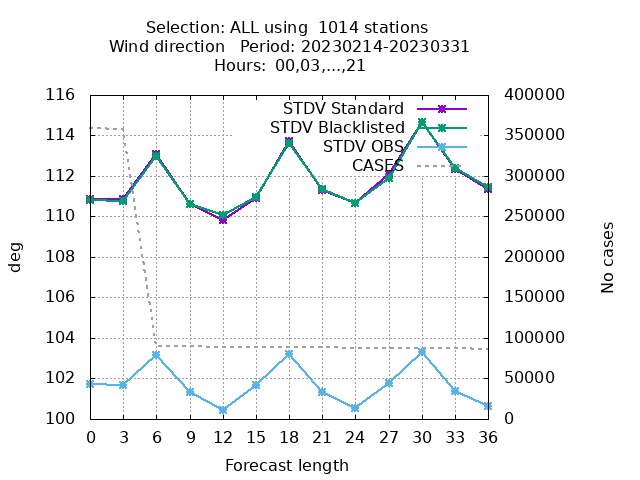 Selection: ALL using  1014 stations
Wind direction   Period: 20230214-20230331
Hours: 00,03,...,21
STDV Standard
STDV Blacklisted
STDV OBS
CASES
deg
116
114
112
110
108
106
104
102
100
400000
350000
300000
250000
200000
150000
100000
50000
0
No cases
0 3 6 9 12 15 18 21 24 27 30 33 36
Forecast length